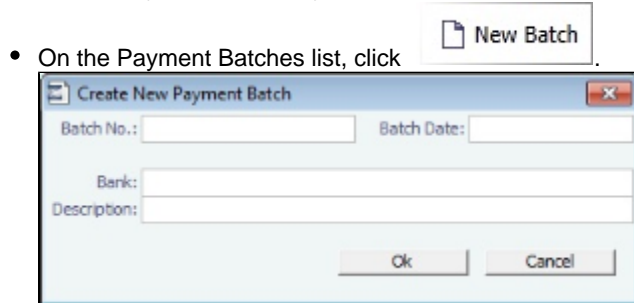 • On the Payment Batches list, click New Batch.
Create New Payment Batch
Batch No.: Batch Date:
Bank:
Description:
Ok Cancel